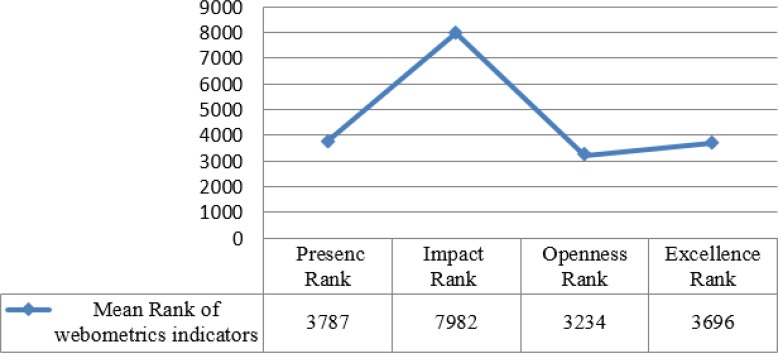 9000
8000
7000
6000
5000
4000
3000
2000
1000
0
Presenc Impact Openness Excellence
Rank Rank Rank Rank
Mean Rank of
webometrics indicators 3787 7982 3234 3696